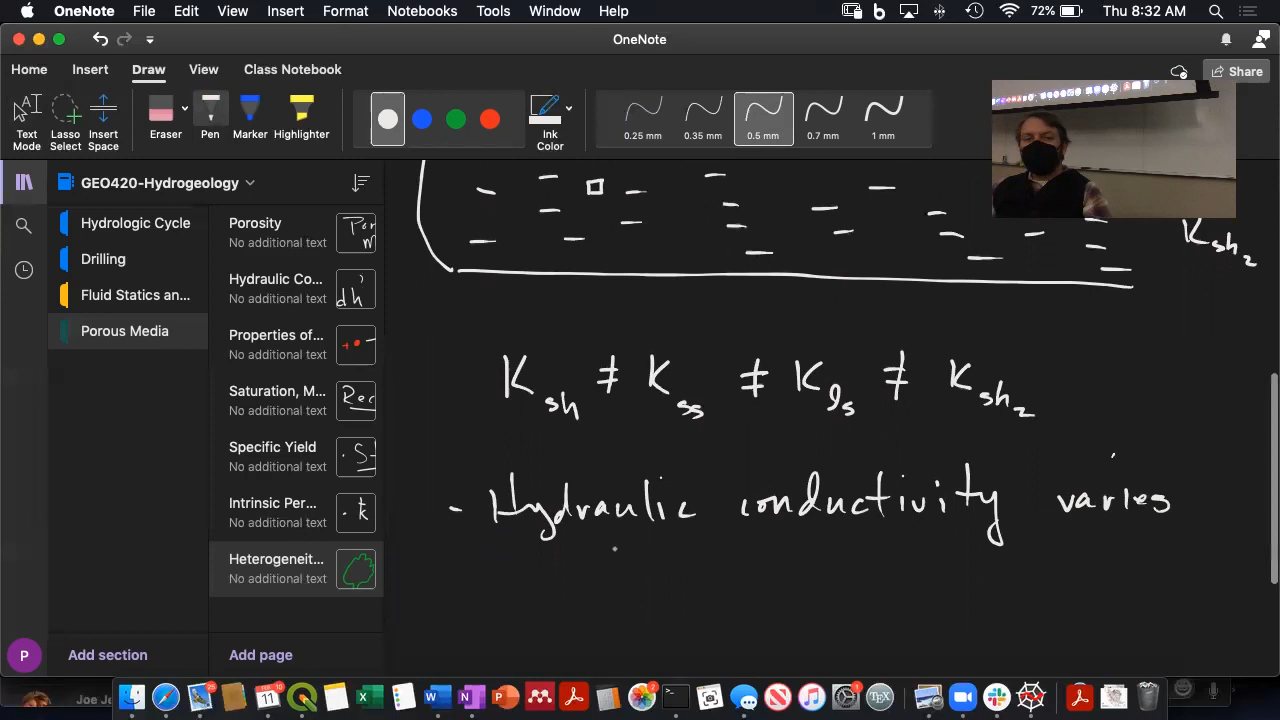 OneNote File Edit View Insert Format Notebooks Tools Window Help 72% Thu 8:32 AM
OneNote
Home Insert Draw View Class Notebook Share
Text Mode Lasso Select Insert Space Eraser Pen Marker Highlighter Ink Color 0.25 mm 0.35 mm 0.5 mm 0.7 mm 1 mm
GEO420-Hydrogeology
Hydrologic Cycle
Drilling
Fluid Statics an...
Porous Media
Porosity
No additional text
Hydraulic Co...
No additional text
Properties of...
No additional text
Saturation, M...
No additional text
Specific Yield
No additional text
Intrinsic Per...
No additional text
Heterogeneit...
No additional text
K sh2
K sh ≠ K ss ≠ K ls ≠ K sh2
- Hydraulic conductivity varies
P Add section Add page